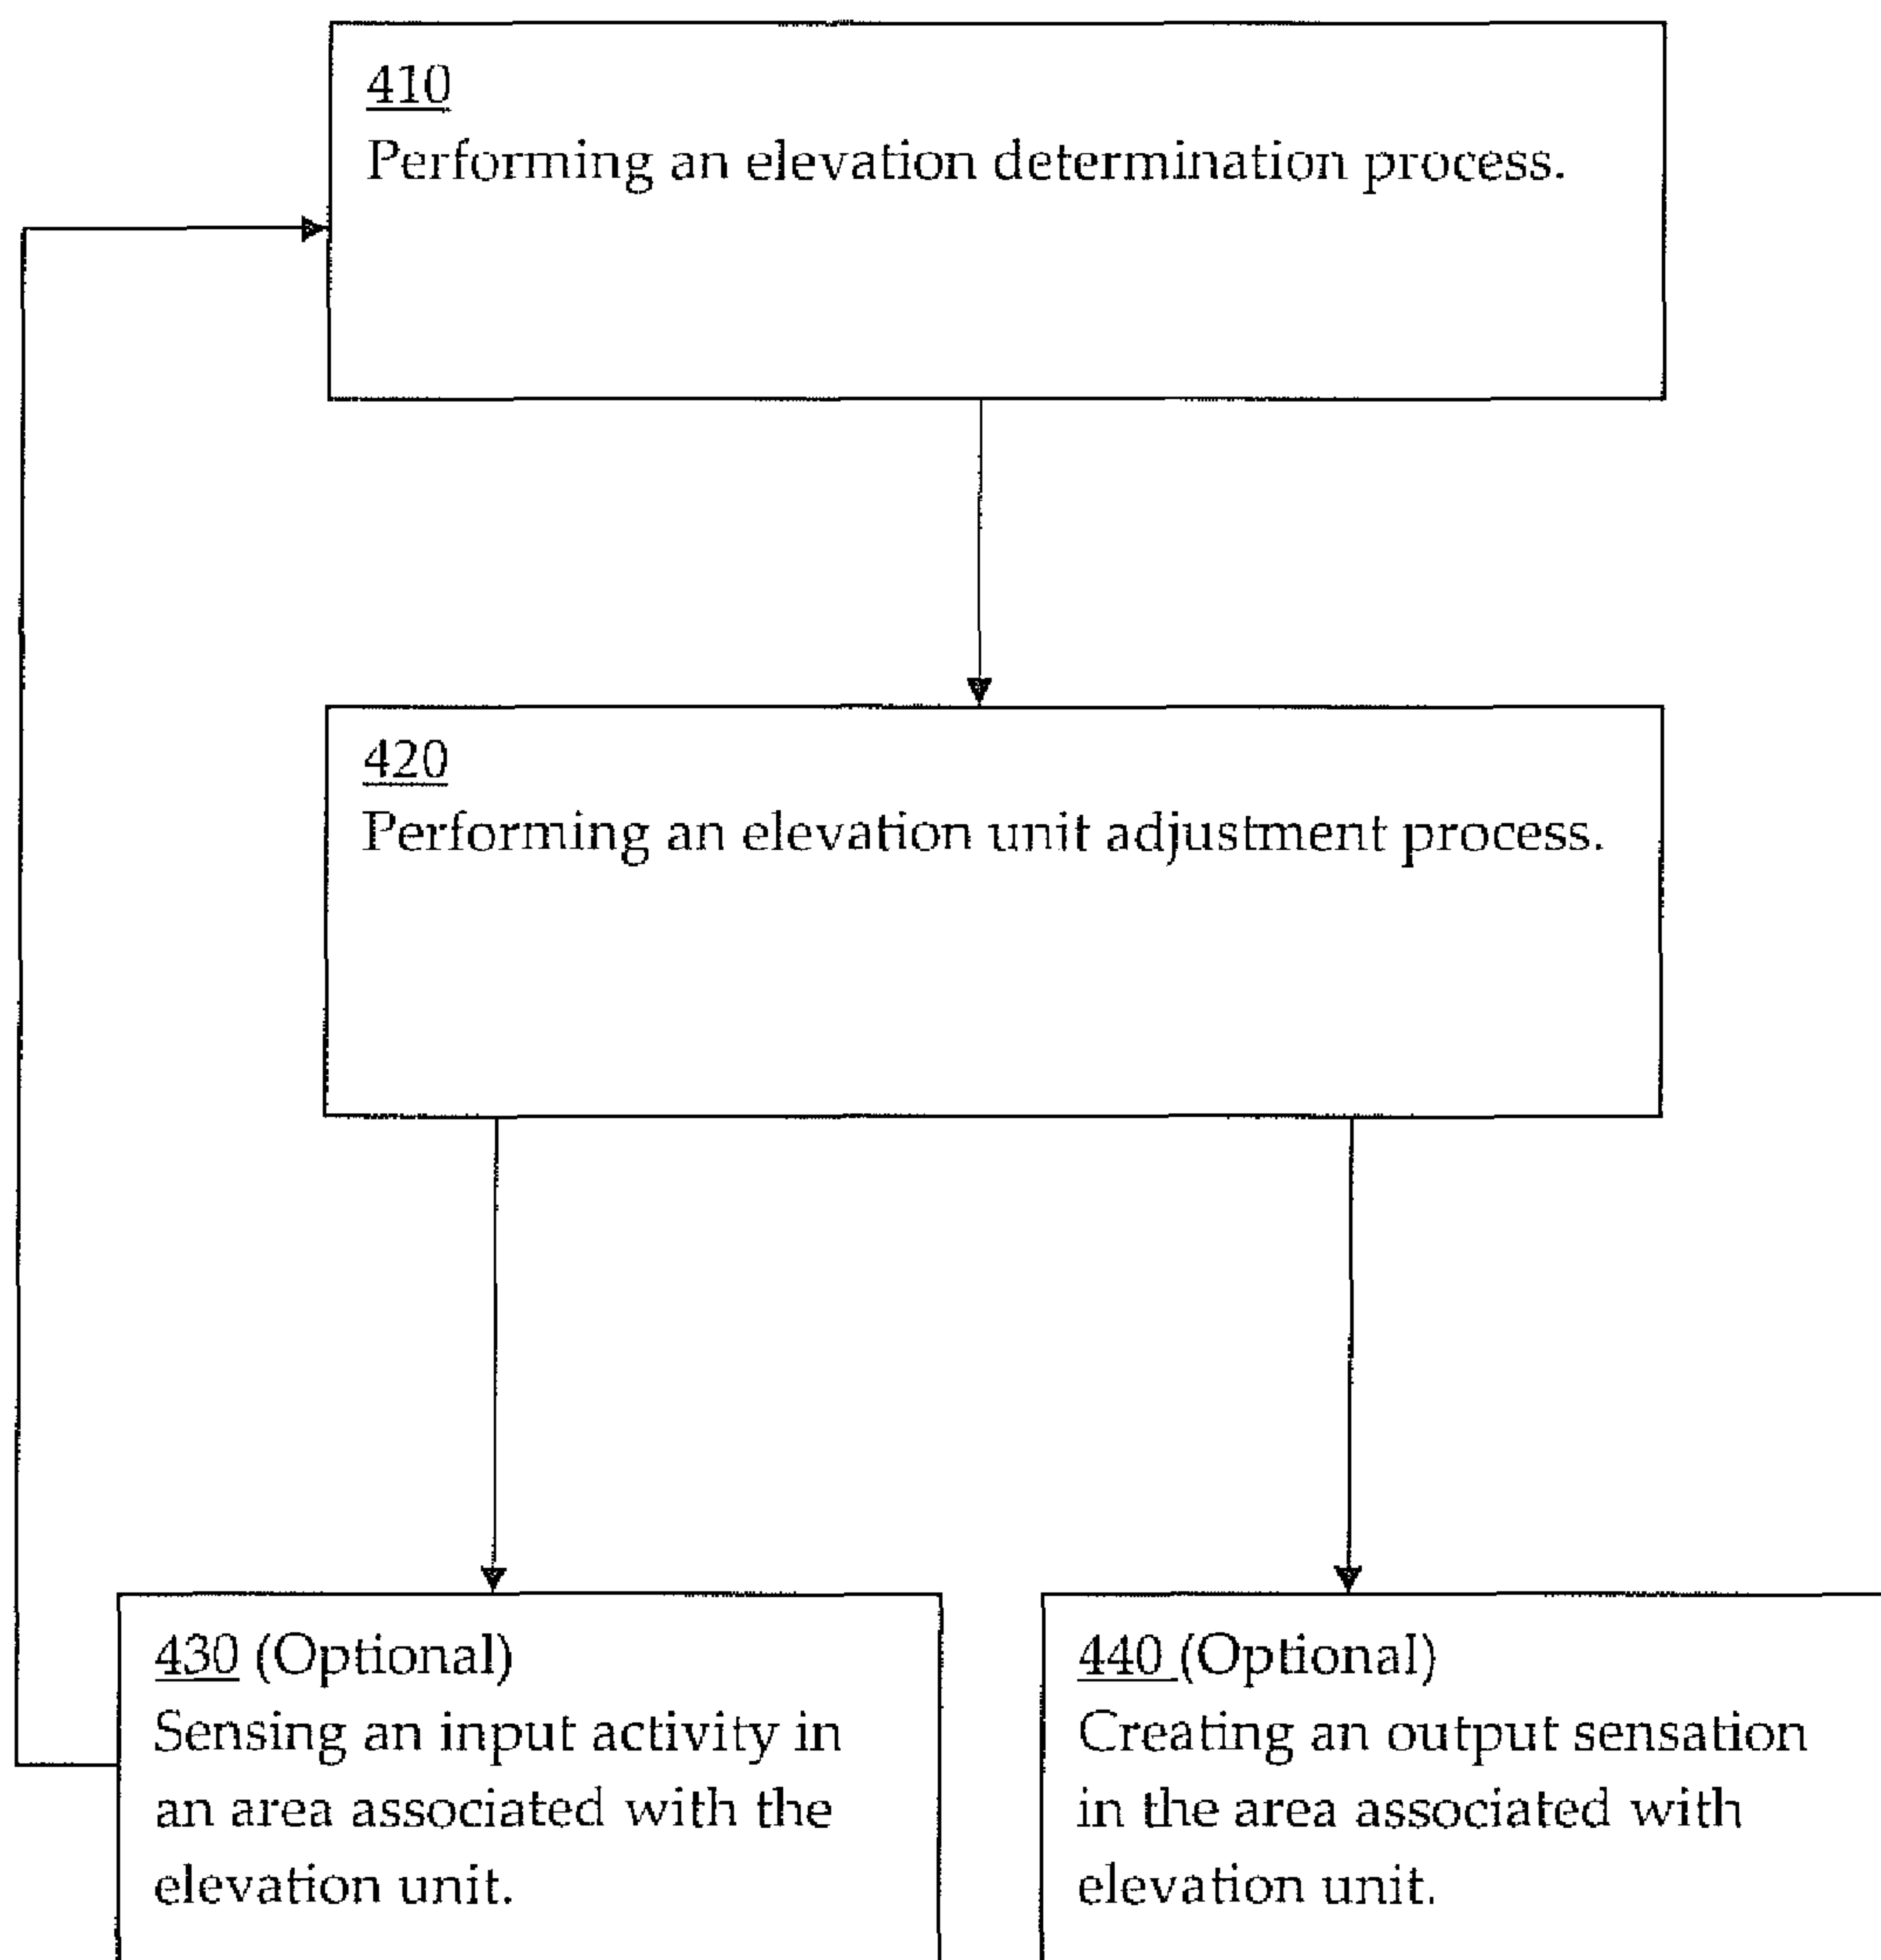 410
Performing an elevation determination process.
420
Performing an elevation unit adjustment process.
430 (Optional)
Sensing an input activity in
an area associated with the
elevation unit.
440 (Optional)
Creating an output sensation
in the area associated with
elevation unit.